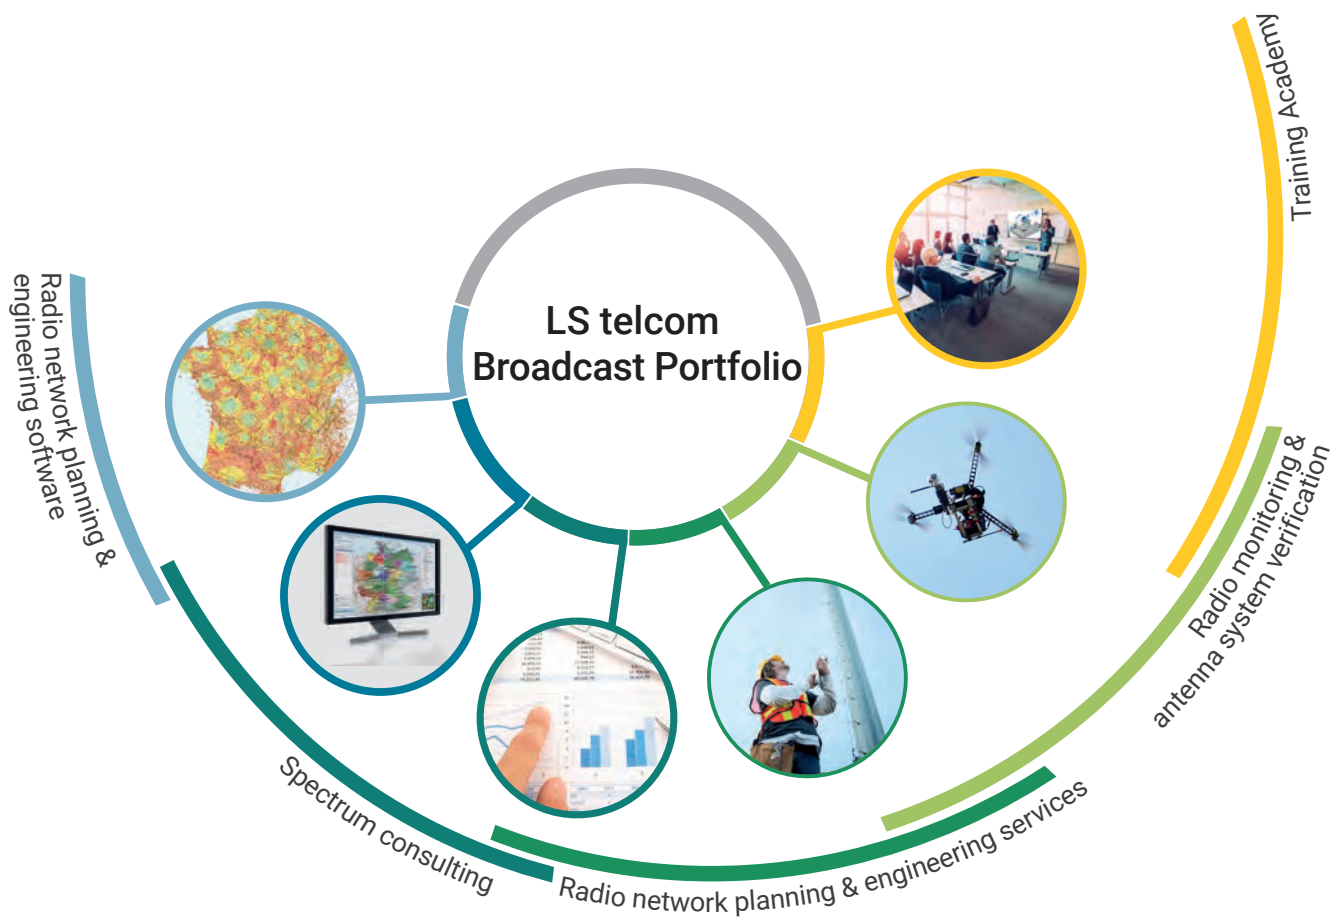 LS telcom
Broadcast Portfolio
Radio network planning &
engineering software
Spectrum consulting
Radio network planning & engineering services
Radio monitoring &
antenna system verification
Training Academy